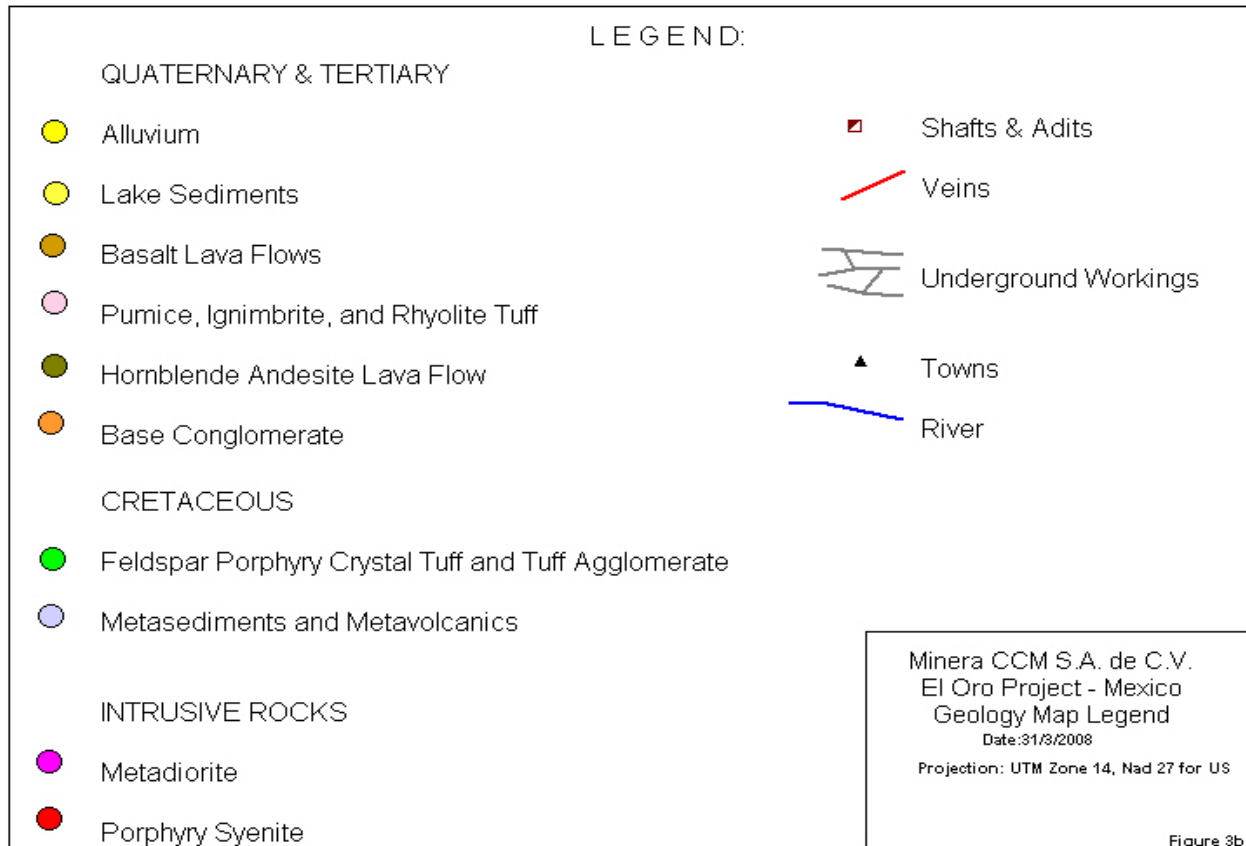 LEGEND:
QUATERNARY & TERTIARY
Alluvium
Lake Sediments
Basalt Lava Flows
Pumice, Ignimbrite, and Rhyolite Tuff
Hornblende Andesite Lava Flow
Base Conglomerate
CRETACEOUS
Feldspar Porphyry Crystal Tuff and Tuff Agglomerate
Metasediments and Metavolcanics
INTRUSIVE ROCKS
Metadiorite
Porphyry Syenite
Shafts & Adits
Veins
Underground Workings
Towns
River
Minera CCM S.A. de C.V.
El Oro Project - Mexico
Geology Map Legend
Date:31/3/2008
Projection: UTM Zone 14, Nad 27 for US
Figure 3b